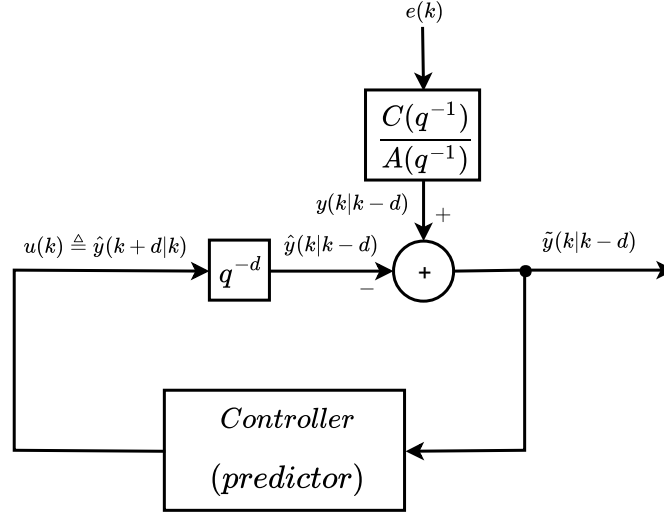 e(k)
C(q⁻¹)
A(q⁻¹)
y(k|k − d)
+
u(k) ≜ ŷ(k + d|k)
q⁻ᵈ
ŷ(k|k − d)
−
+
ỹ(k|k − d)
Controller
(predictor)